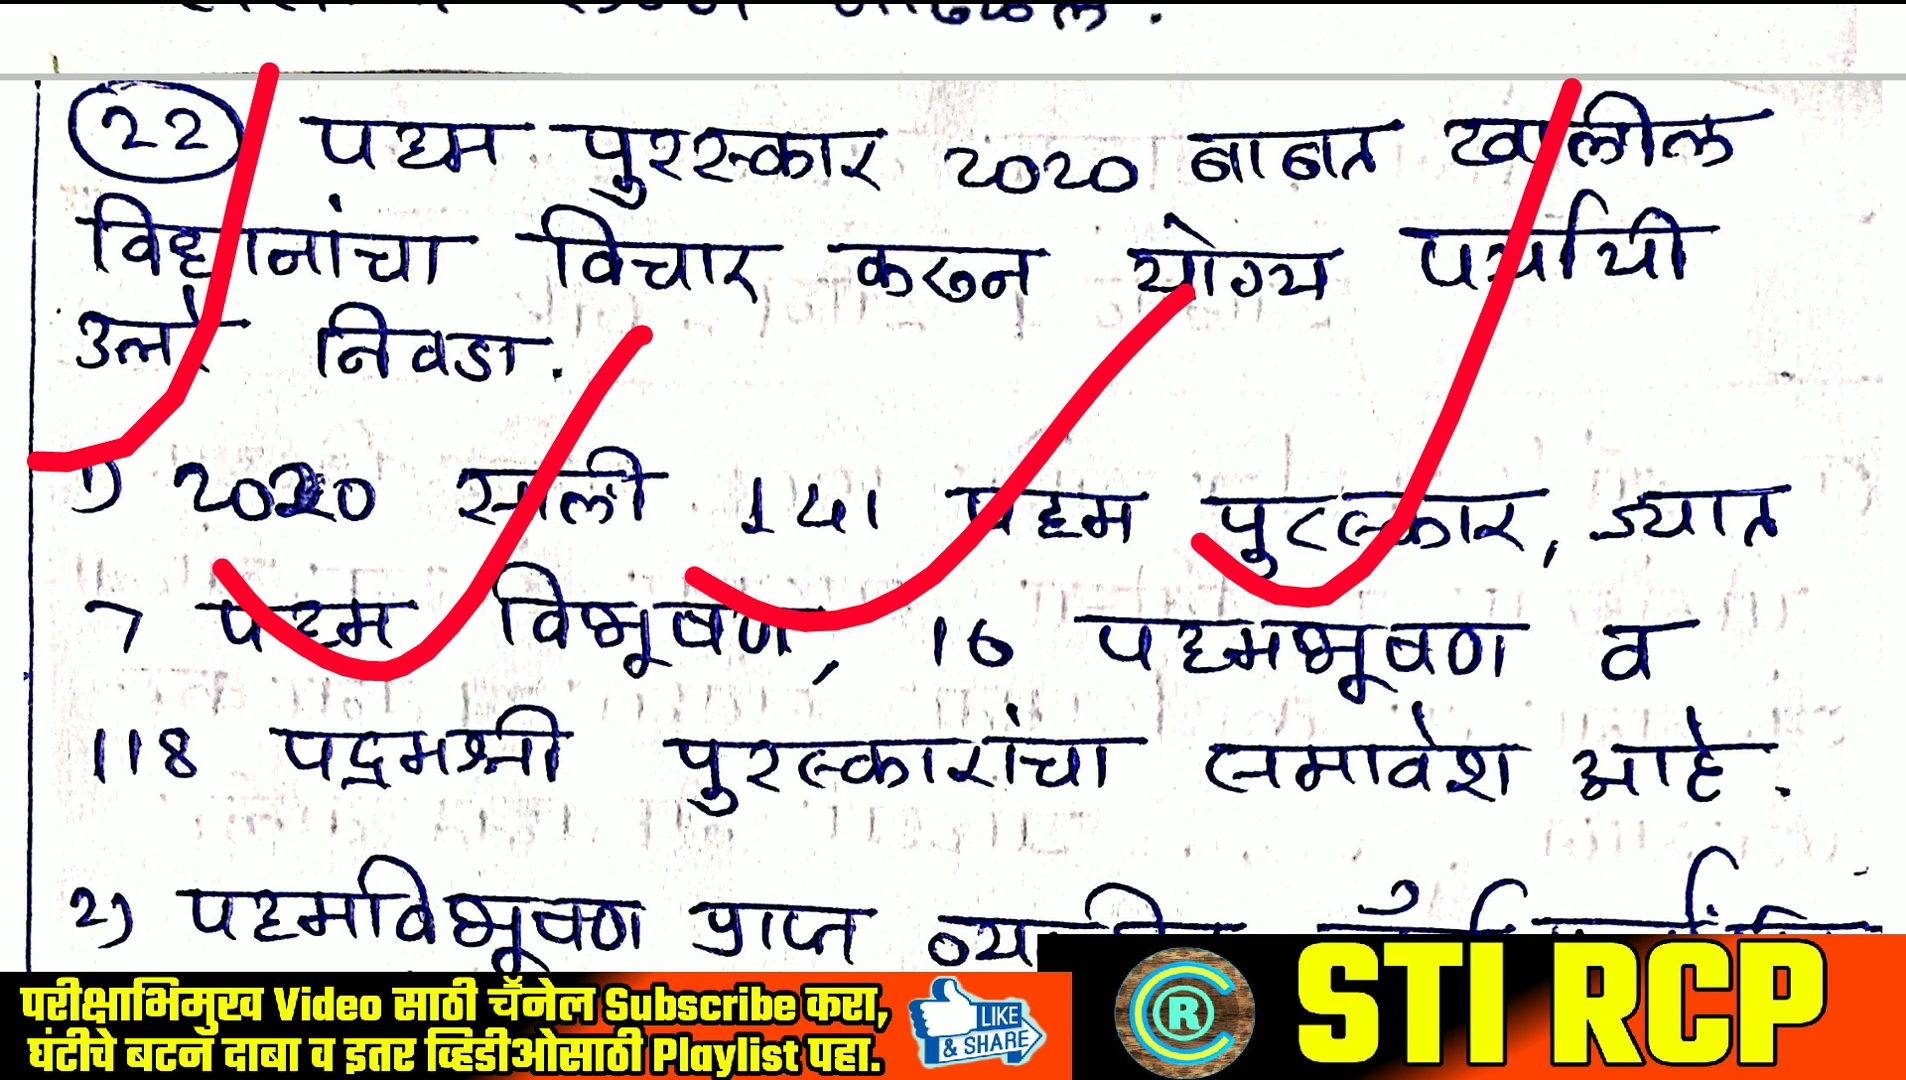 22 पद्म पुरस्कार 2020 बाबत खालील
विधानांचा विचार करून योग्य पर्यायी
उत्तरे निवडा.
1) 2020 साली 141 पद्म पुरस्कार, ज्यात
7 पद्म विभूषण, 16 पद्मभूषण व
118 पद्मश्री पुरस्कारांचा समावेश आहे.
2) पद्मविभूषण प्राप्त
परीक्षाभिमुख Video साठी चॅनेल Subscribe करा,
घंटीचे बटन दाबा व इतर व्हिडीओसाठी Playlist पहा.
LIKE
& SHARE
R
STI RCP